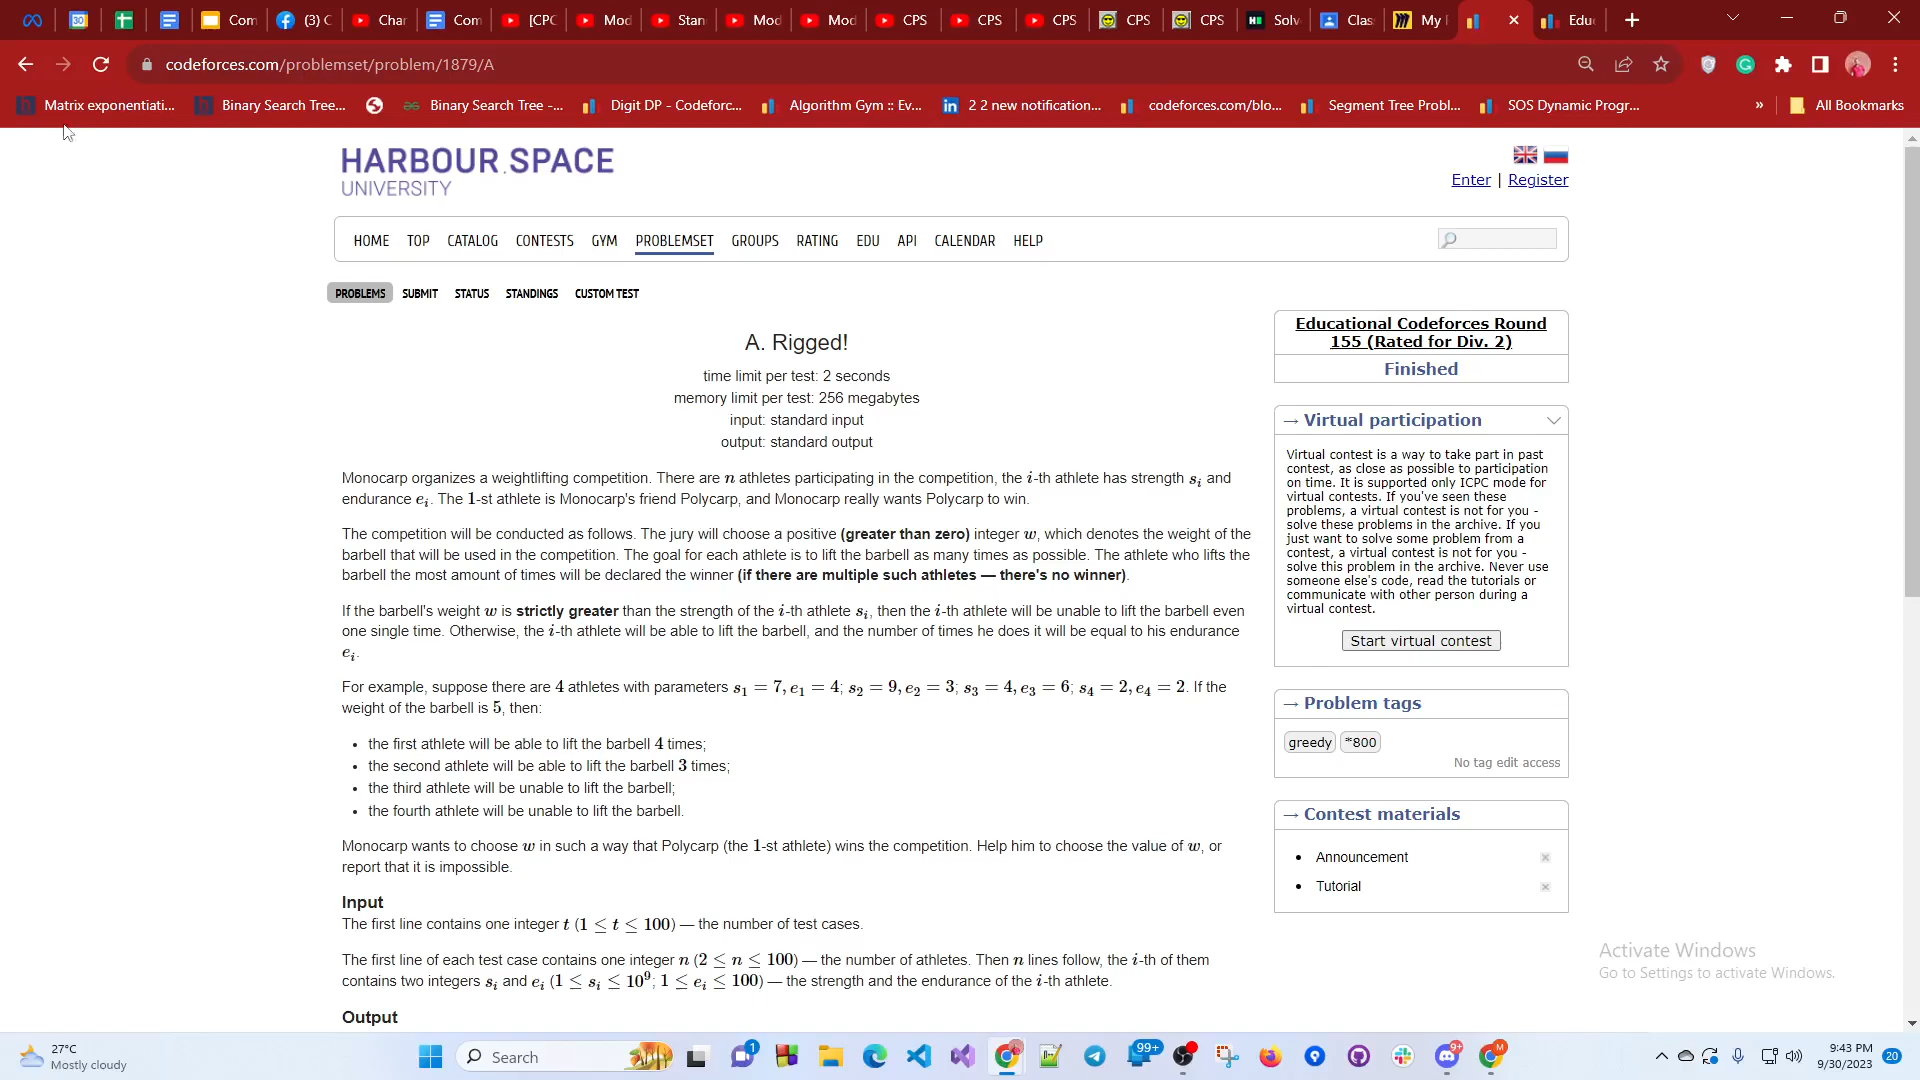 Com
(3) C
Char
Com
[CPC
Mod
Stan
Mod
Mod
CPS
CPS
CPS
CPS
CPS
Solv
Clas
My
Edu
codeforces.com/problemset/problem/1879/A
Matrix exponentiati...
Binary Search Tree...
Binary Search Tree -...
Digit DP - Codeforc...
Algorithm Gym :: Ev...
2 2 new notification...
codeforces.com/blo...
Segment Tree Probl...
SOS Dynamic Progr...
»
All Bookmarks
HARBOUR.SPACE
UNIVERSITY
Enter | Register
HOME TOP CATALOG CONTESTS GYM PROBLEMSET GROUPS RATING EDU API CALENDAR HELP
PROBLEMS SUBMIT STATUS STANDINGS CUSTOM TEST
A. Rigged!
time limit per test: 2 seconds
memory limit per test: 256 megabytes
input: standard input
output: standard output
Monocarp organizes a weightlifting competition. There are n athletes participating in the competition, the i-th athlete has strength s_i and
endurance e_i. The 1-st athlete is Monocarp's friend Polycarp, and Monocarp really wants Polycarp to win.
The competition will be conducted as follows. The jury will choose a positive (greater than zero) integer w, which denotes the weight of the
barbell that will be used in the competition. The goal for each athlete is to lift the barbell as many times as possible. The athlete who lifts the
barbell the most amount of times will be declared the winner (if there are multiple such athletes — there's no winner).
If the barbell's weight w is strictly greater than the strength of the i-th athlete s_i, then the i-th athlete will be unable to lift the barbell even
one single time. Otherwise, the i-th athlete will be able to lift the barbell, and the number of times he does it will be equal to his endurance
e_i.
For example, suppose there are 4 athletes with parameters s_1 = 7, e_1 = 4; s_2 = 9, e_2 = 3; s_3 = 4, e_3 = 6; s_4 = 2, e_4 = 2. If the
weight of the barbell is 5, then:
• the first athlete will be able to lift the barbell 4 times;
• the second athlete will be able to lift the barbell 3 times;
• the third athlete will be unable to lift the barbell;
• the fourth athlete will be unable to lift the barbell.
Monocarp wants to choose w in such a way that Polycarp (the 1-st athlete) wins the competition. Help him to choose the value of w, or
report that it is impossible.
Input
The first line contains one integer t (1 ≤ t ≤ 100) — the number of test cases.
The first line of each test case contains one integer n (2 ≤ n ≤ 100) — the number of athletes. Then n lines follow, the i-th of them
contains two integers s_i and e_i (1 ≤ s_i ≤ 10^9; 1 ≤ e_i ≤ 100) — the strength and the endurance of the i-th athlete.
Output
Educational Codeforces Round
155 (Rated for Div. 2)
Finished
→ Virtual participation
Virtual contest is a way to take part in past
contest, as close as possible to participation
on time. It is supported only ICPC mode for
virtual contests. If you've seen these
problems, a virtual contest is not for you -
solve these problems in the archive. If you
just want to solve some problem from a
contest, a virtual contest is not for you -
solve this problem in the archive. Never use
someone else's code, read the tutorials or
communicate with other person during a
virtual contest.
Start virtual contest
→ Problem tags
greedy *800
No tag edit access
→ Contest materials
• Announcement
• Tutorial
Activate Windows
Go to Settings to activate Windows.
27°C
Mostly cloudy
Search
1
99+
9+
M
9:43 PM
9/30/2023
20